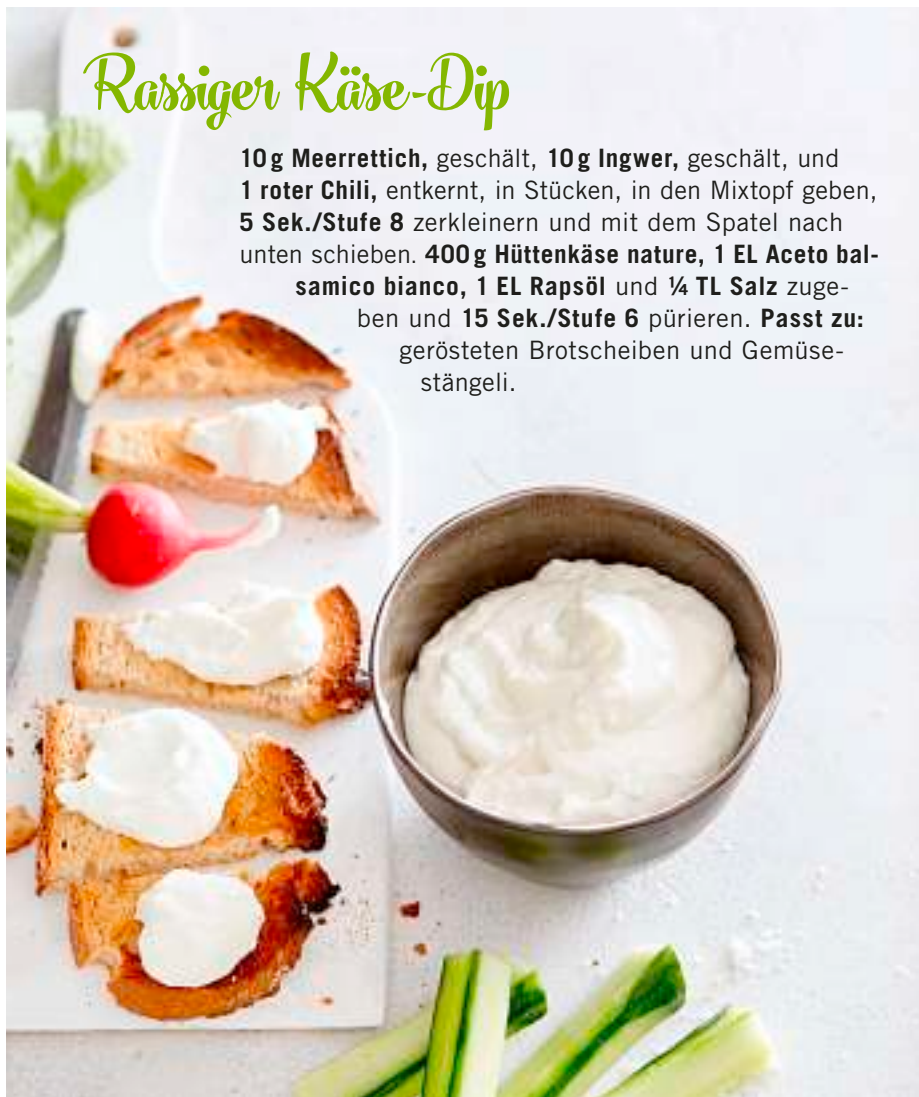 Rassiger Käse-Dip
10 g Meerrettich, geschält, 10 g Ingwer, geschält, und
1 roter Chili, entkernt, in Stücken, in den Mixtopf geben,
5 Sek./Stufe 8 zerkleinern und mit dem Spatel nach
unten schieben. 400 g Hüttenkäse nature, 1 EL Aceto bal-
samico bianco, 1 EL Rapsöl und ¼ TL Salz zuge-
ben und 15 Sek./Stufe 6 pürieren. Passt zu:
gerösteten Brotscheiben und Gemüse-
stängeli.